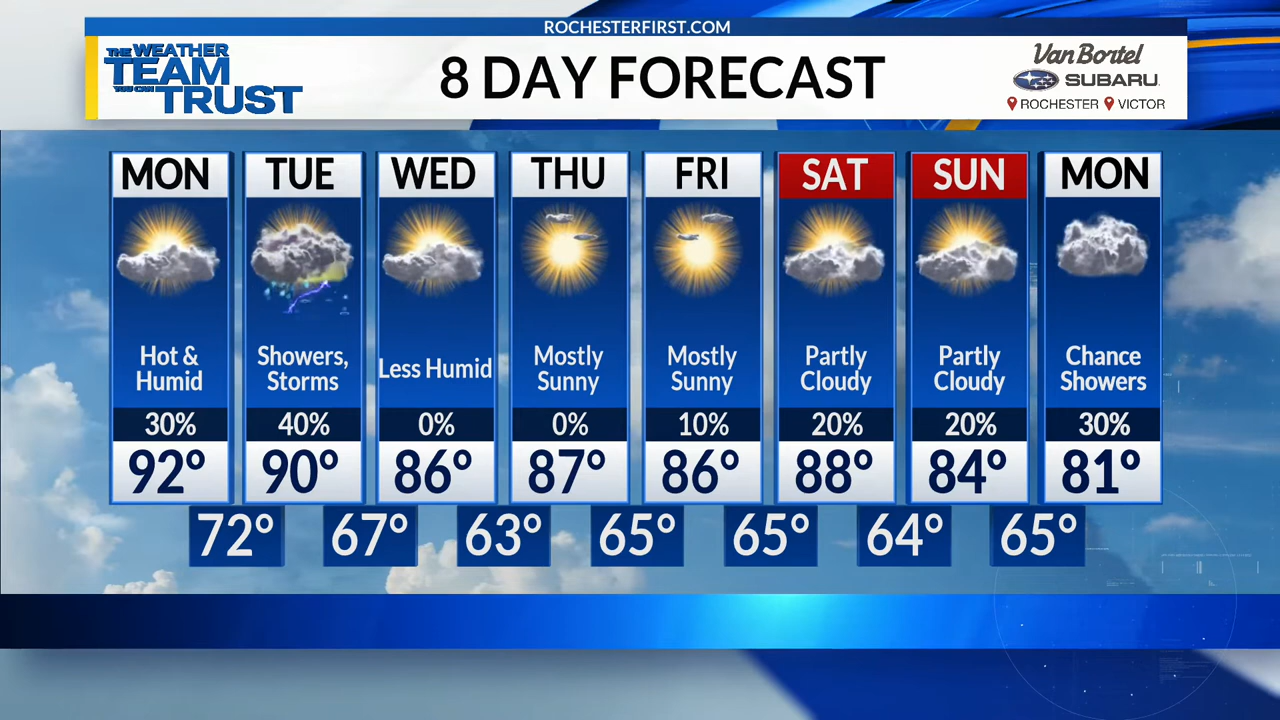 ROCHESTERFIRST.COM
THE WEATHER
TEAM
YOU CAN TRUST
8 DAY FORECAST
Van Bortel
SUBARU
ROCHESTER VICTOR
MON TUE WED THU FRI SAT SUN MON
Hot & Showers, Less Humid Mostly Mostly Partly Partly Chance
Humid Storms Sunny Sunny Cloudy Cloudy Showers
30% 40% 0% 0% 10% 20% 20% 30%
92° 90° 86° 87° 86° 88° 84° 81°
72° 67° 63° 65° 65° 64° 65°